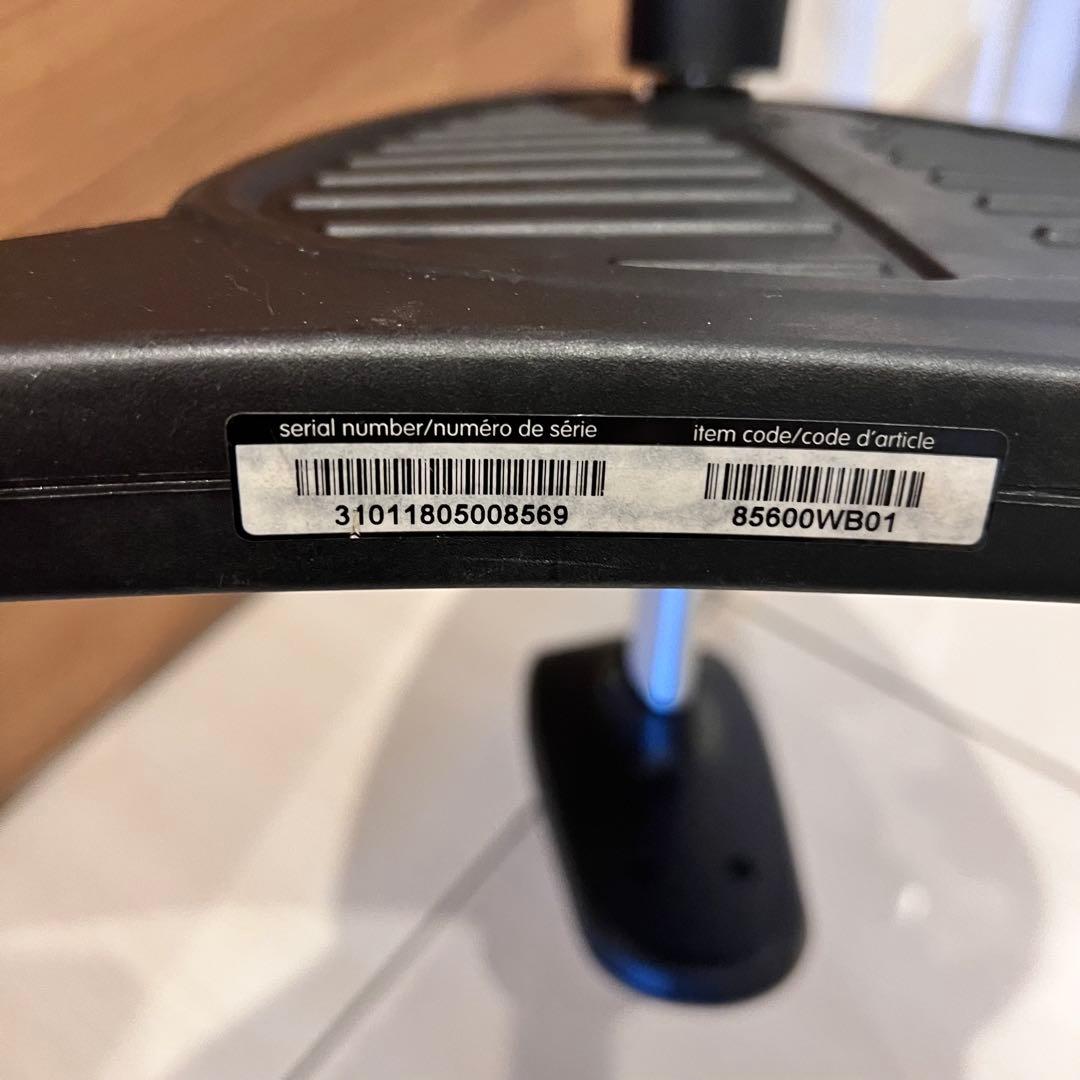 serial number/numéro de série
31011805008569
item code/code d'article
85600WB01